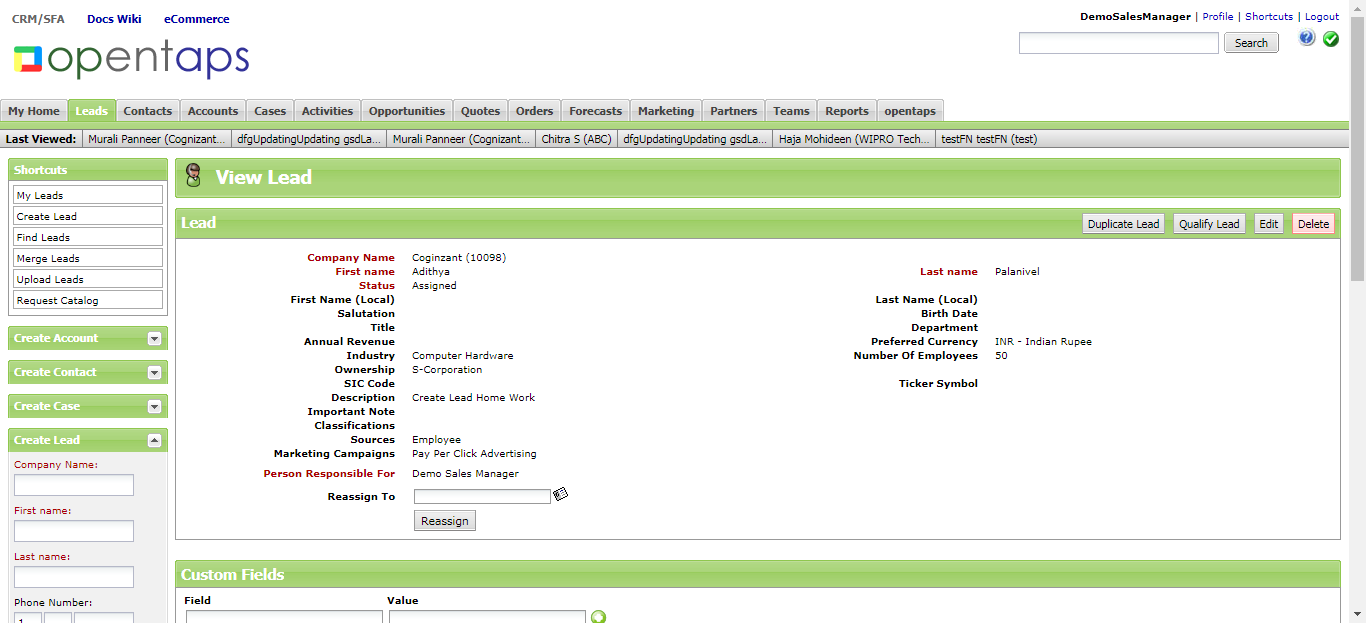 CRM/SFA Docs Wiki eCommerce
DemoSalesManager | Profile | Shortcuts | Logout
opentaps
Search
My Home Leads Contacts Accounts Cases Activities Opportunities Quotes Orders Forecasts Marketing Partners Teams Reports opentaps
Last Viewed: Murali Panneer (Cognizant... dfgUpdatingUpdating gsdLa... Murali Panneer (Cognizant... Chitra S (ABC) dfgUpdatingUpdating gsdLa... Haja Mohideen (WIPRO Tech... testFN testFN (test)
Shortcuts
My Leads
Create Lead
Find Leads
Merge Leads
Upload Leads
Request Catalog
Create Account
Create Contact
Create Case
Create Lead
Company Name:
First name:
Last name:
Phone Number:
1
View Lead
Lead
Duplicate Lead Qualify Lead Edit Delete
Company Name Coginzant (10098)
First name Adithya Last name Palanivel
Status Assigned
First Name (Local) Last Name (Local)
Salutation Birth Date
Title Department
Annual Revenue Preferred Currency INR - Indian Rupee
Industry Computer Hardware Number Of Employees 50
Ownership S-Corporation
SIC Code Ticker Symbol
Description Create Lead Home Work
Important Note
Classifications
Sources Employee
Marketing Campaigns Pay Per Click Advertising
Person Responsible For Demo Sales Manager
Reassign To
Reassign
Custom Fields
Field Value